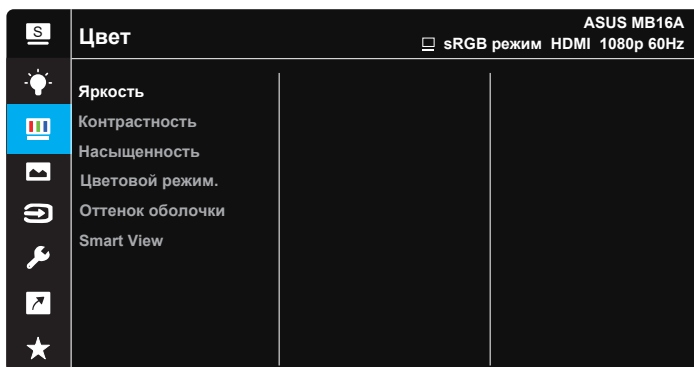 S
Цвет
ASUS MB16A
sRGB режим HDMI 1080p 60Hz
Яркость
Контрастность
Насыщенность
Цветовой режим.
Оттенок оболочки
Smart View